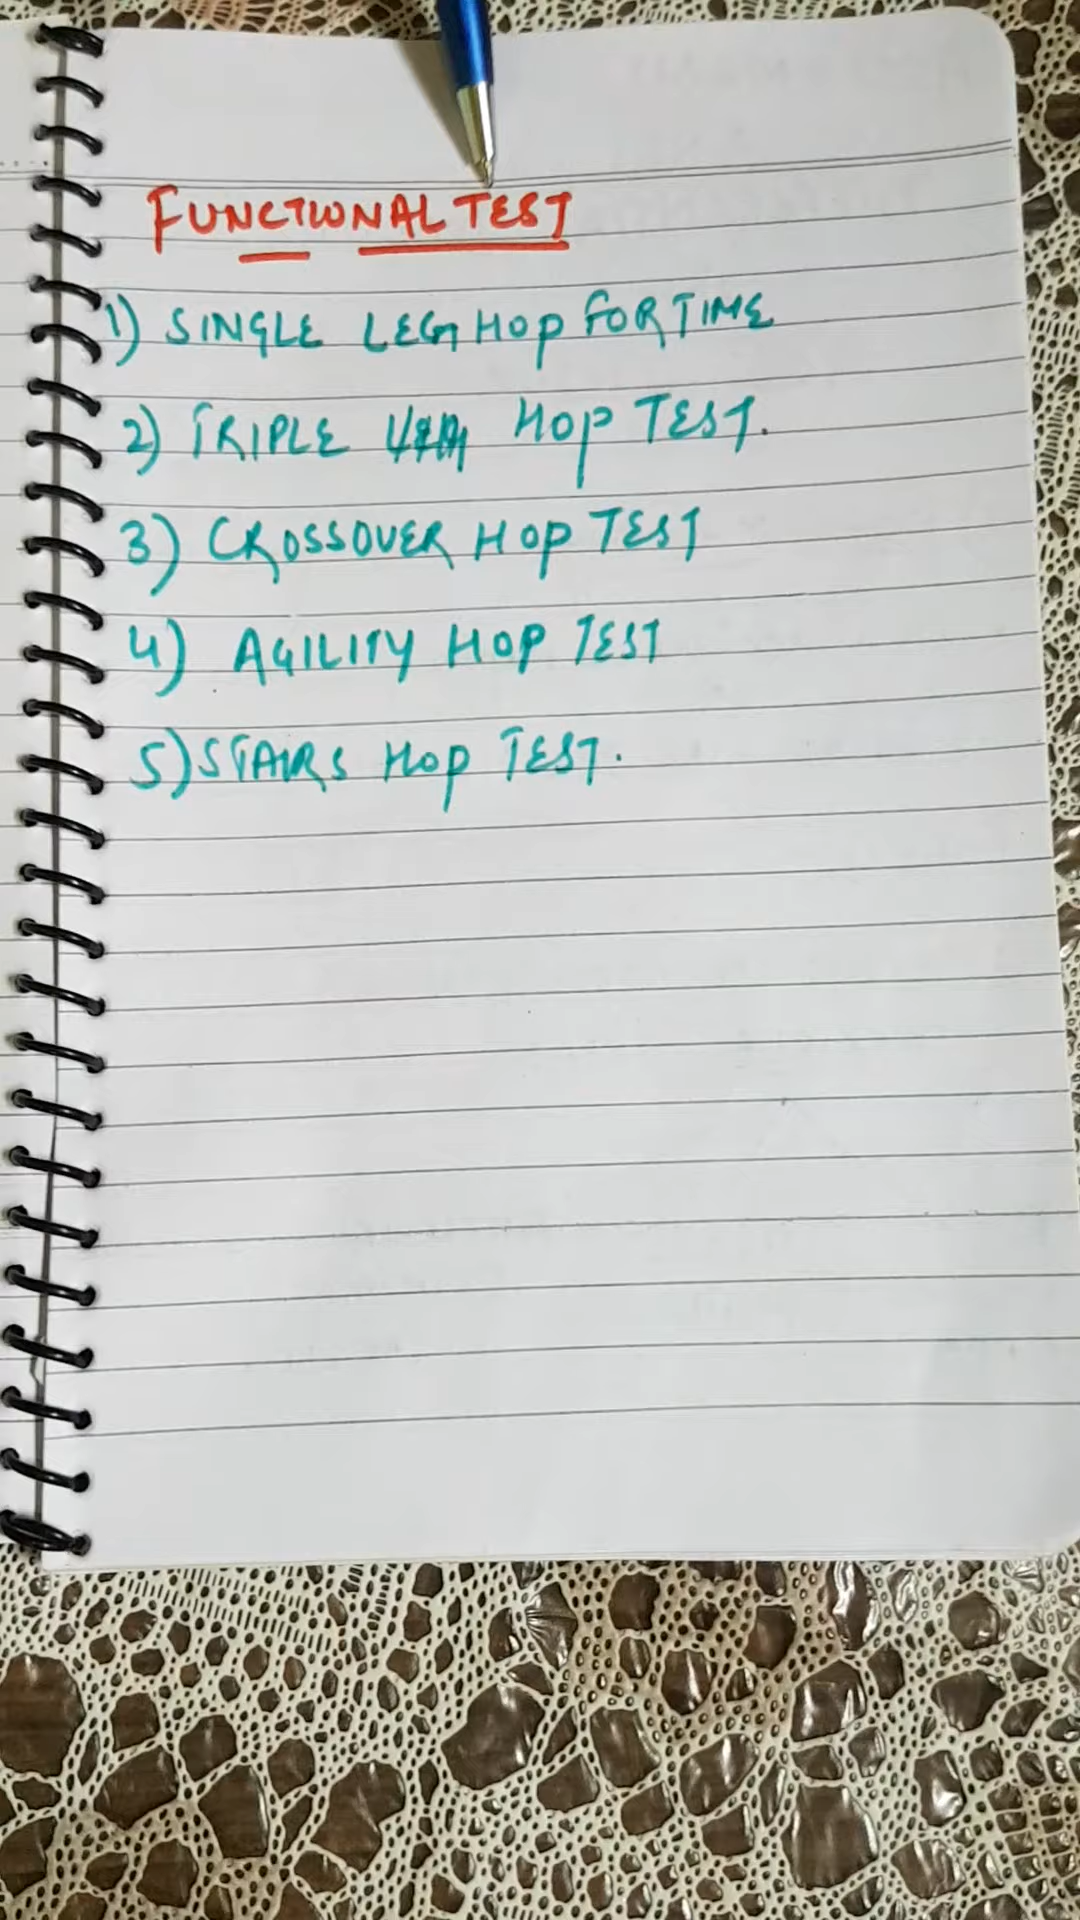 FUNCTIONAL TEST
1) SINGLE LEG HOP FOR TIME
2) TRIPLE HOP TEST.
3) CROSSOVER HOP TEST
4) AGILITY HOP TEST
5) STAIRS HOP TEST.